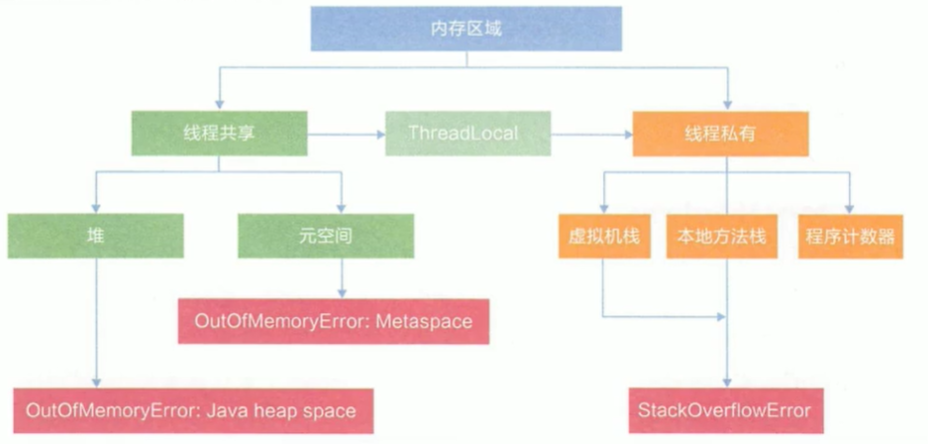 内存区域
线程共享
ThreadLocal
线程私有
堆
元空间
虚拟机栈
本地方法栈
程序计数器
OutOfMemoryError: Metaspace
OutOfMemoryError: Java heap space
StackOverflowError